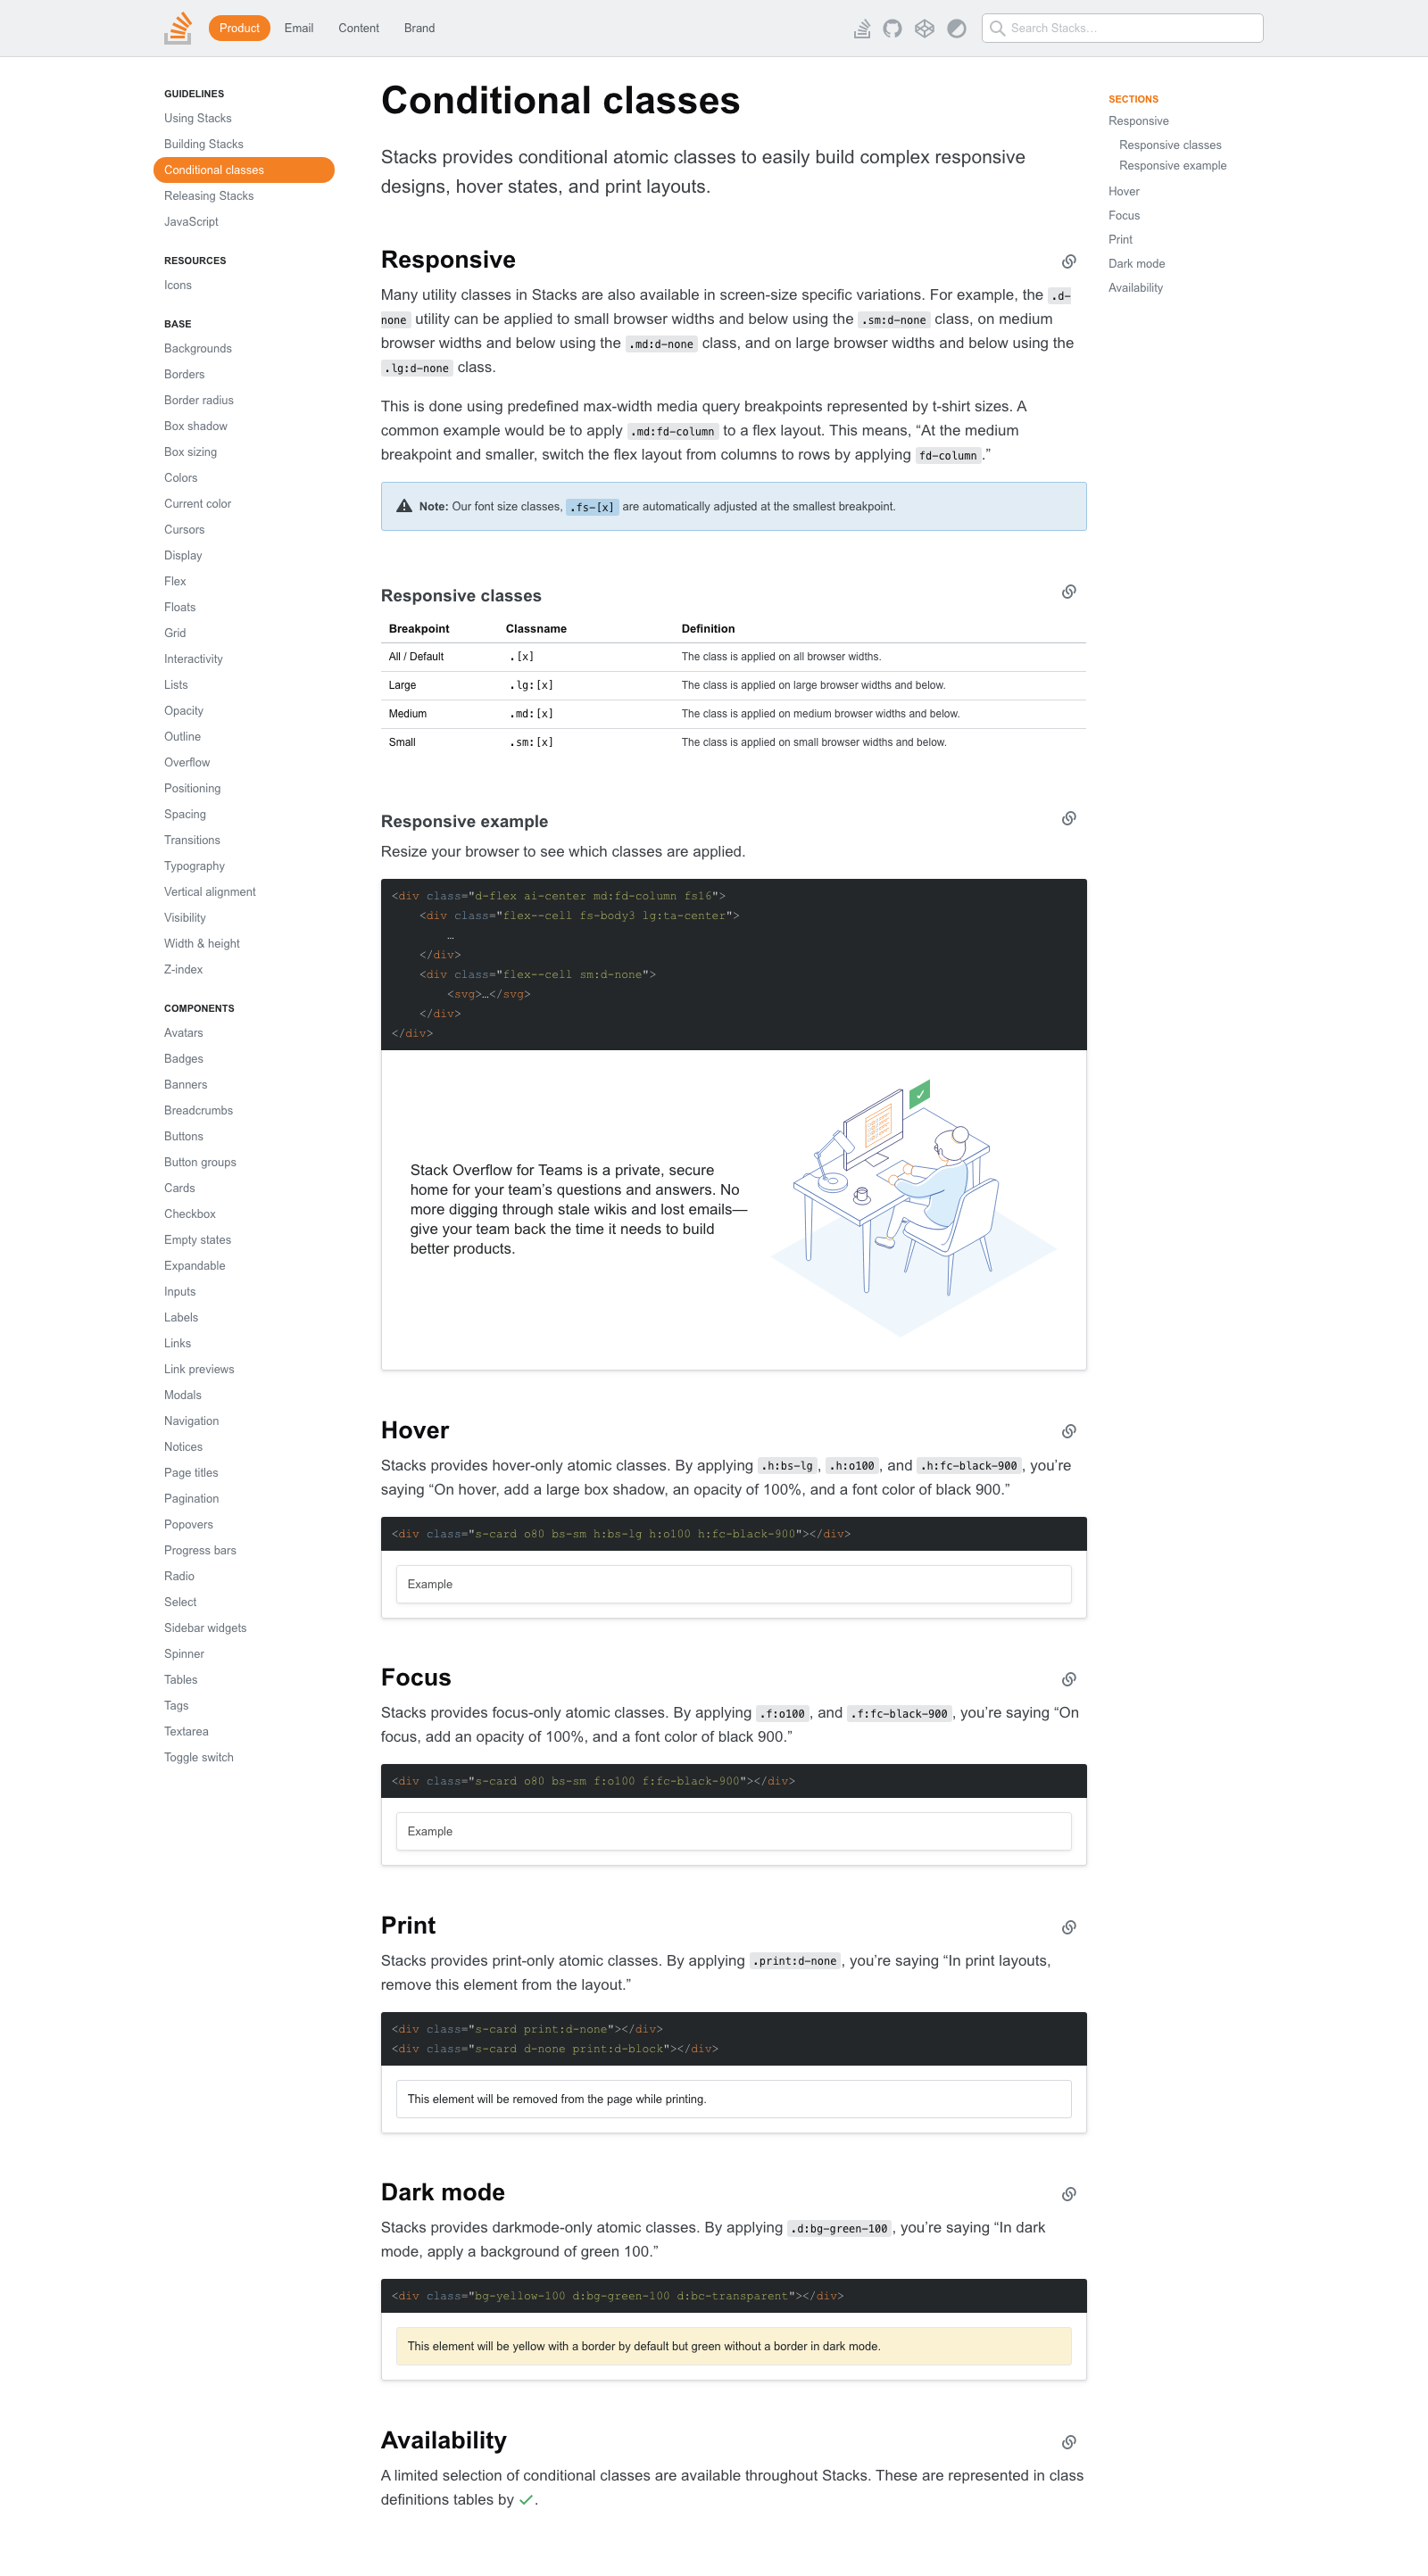 Product Email Content Brand Search Stacks…
GUIDELINES
Using Stacks
Building Stacks
Conditional classes
Releasing Stacks
JavaScript
RESOURCES
Icons
BASE
Backgrounds
Borders
Border radius
Box shadow
Box sizing
Colors
Current color
Cursors
Display
Flex
Floats
Grid
Interactivity
Lists
Opacity
Outline
Overflow
Positioning
Spacing
Transitions
Typography
Vertical alignment
Visibility
Width & height
Z-index
COMPONENTS
Avatars
Badges
Banners
Breadcrumbs
Buttons
Button groups
Cards
Checkbox
Empty states
Expandable
Inputs
Labels
Links
Link previews
Modals
Navigation
Notices
Page titles
Pagination
Popovers
Progress bars
Radio
Select
Sidebar widgets
Spinner
Tables
Tags
Textarea
Toggle switch
Conditional classes
Stacks provides conditional atomic classes to easily build complex responsive
designs, hover states, and print layouts.
Responsive
Many utility classes in Stacks are also available in screen-size specific variations. For example, the .d-
none utility can be applied to small browser widths and below using the .sm:d-none class, on medium
browser widths and below using the .md:d-none class, and on large browser widths and below using the
.lg:d-none class.
This is done using predefined max-width media query breakpoints represented by t-shirt sizes. A
common example would be to apply .md:fd-column to a flex layout. This means, “At the medium
breakpoint and smaller, switch the flex layout from columns to rows by applying fd-column.”
Note: Our font size classes, .fs-[x] are automatically adjusted at the smallest breakpoint.
Responsive classes
Breakpoint Classname Definition
All / Default .[x] The class is applied on all browser widths.
Large .lg:[x] The class is applied on large browser widths and below.
Medium .md:[x] The class is applied on medium browser widths and below.
Small .sm:[x] The class is applied on small browser widths and below.
Responsive example
Resize your browser to see which classes are applied.
<div class="d-flex ai-center md:fd-column fs16">
<div class="flex--cell fs-body3 lg:ta-center">
…
</div>
<div class="flex--cell sm:d-none">
<svg>…</svg>
</div>
</div>
Stack Overflow for Teams is a private, secure
home for your team’s questions and answers. No
more digging through stale wikis and lost emails—
give your team back the time it needs to build
better products.
Hover
Stacks provides hover-only atomic classes. By applying .h:bs-lg, .h:o100, and .h:fc-black-900, you’re
saying “On hover, add a large box shadow, an opacity of 100%, and a font color of black 900.”
<div class="s-card o80 bs-sm h:bs-lg h:o100 h:fc-black-900"></div>
Example
Focus
Stacks provides focus-only atomic classes. By applying .f:o100, and .f:fc-black-900, you’re saying “On
focus, add an opacity of 100%, and a font color of black 900.”
<div class="s-card o80 bs-sm f:o100 f:fc-black-900"></div>
Example
Print
Stacks provides print-only atomic classes. By applying .print:d-none, you’re saying “In print layouts,
remove this element from the layout.”
<div class="s-card print:d-none"></div>
<div class="s-card d-none print:d-block"></div>
This element will be removed from the page while printing.
Dark mode
Stacks provides darkmode-only atomic classes. By applying .d:bg-green-100, you’re saying “In dark
mode, apply a background of green 100.”
<div class="bg-yellow-100 d:bg-green-100 d:bc-transparent"></div>
This element will be yellow with a border by default but green without a border in dark mode.
Availability
A limited selection of conditional classes are available throughout Stacks. These are represented in class
definitions tables by ✓.
SECTIONS
Responsive
Responsive classes
Responsive example
Hover
Focus
Print
Dark mode
Availability